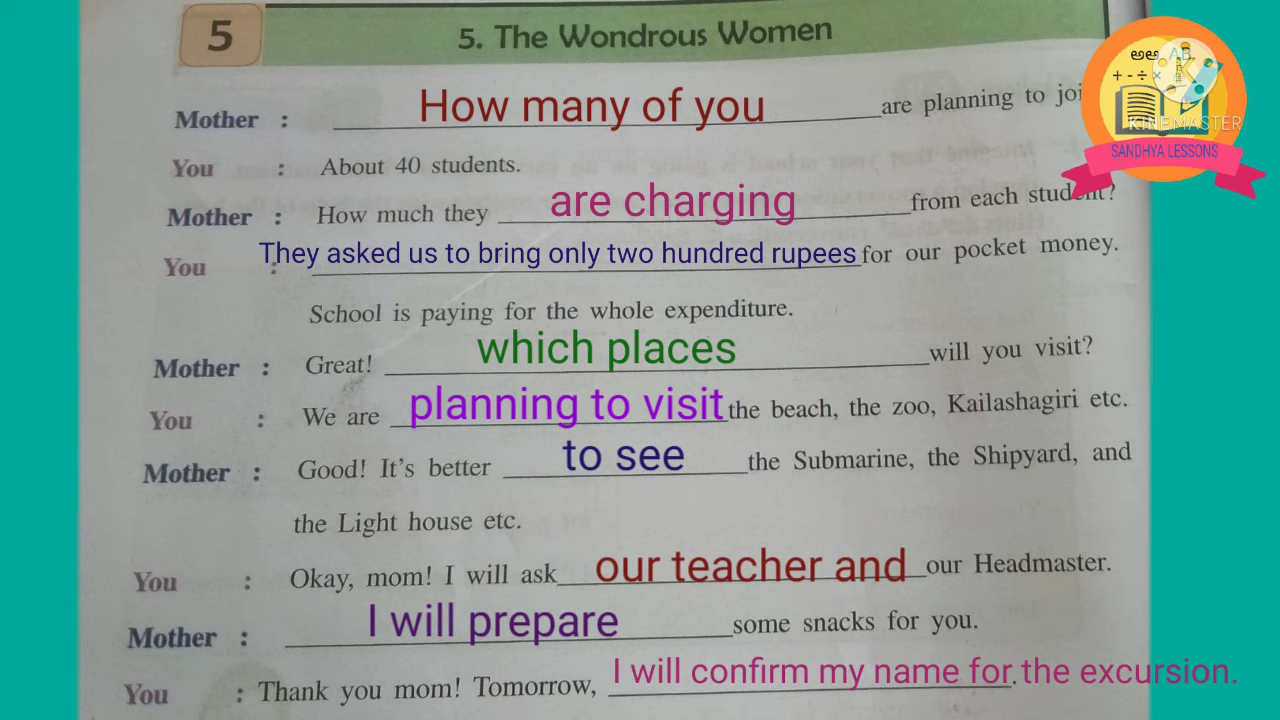 5
5. The Wondrous Women
Mother : How many of you are planning to
You : About 40 students.
Mother : How much they are charging from each student?
You : They asked us to bring only two hundred rupees for our pocket money.
School is paying for the whole expenditure.
Mother : Great! which places will you visit?
You : We are planning to visit the beach, the zoo, Kailashagiri etc.
Mother : Good! It's better to see the Submarine, the Shipyard, and
the Light house etc.
You : Okay, mom! I will ask our teacher and our Headmaster.
Mother : I will prepare some snacks for you.
You : Thank you mom! Tomorrow, I will confirm my name for the excursion.
అఆ AB
+ - ÷ ×
K
KINEMASTER
SANDHYA LESSONS